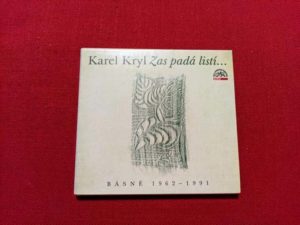 Karel Kryl Zas padá listí...
BÁSNĚ 1962–1991